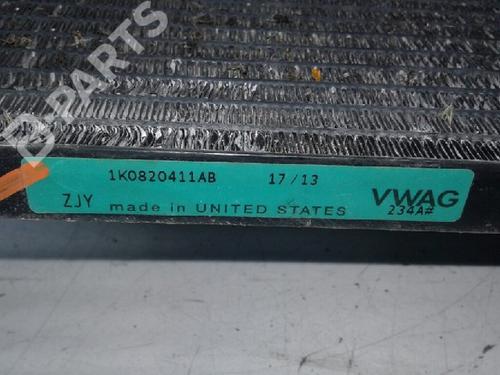 B-PARTS
1K0820411AB 17/13
ZJY made in UNITED STATES
VWAG
234A#